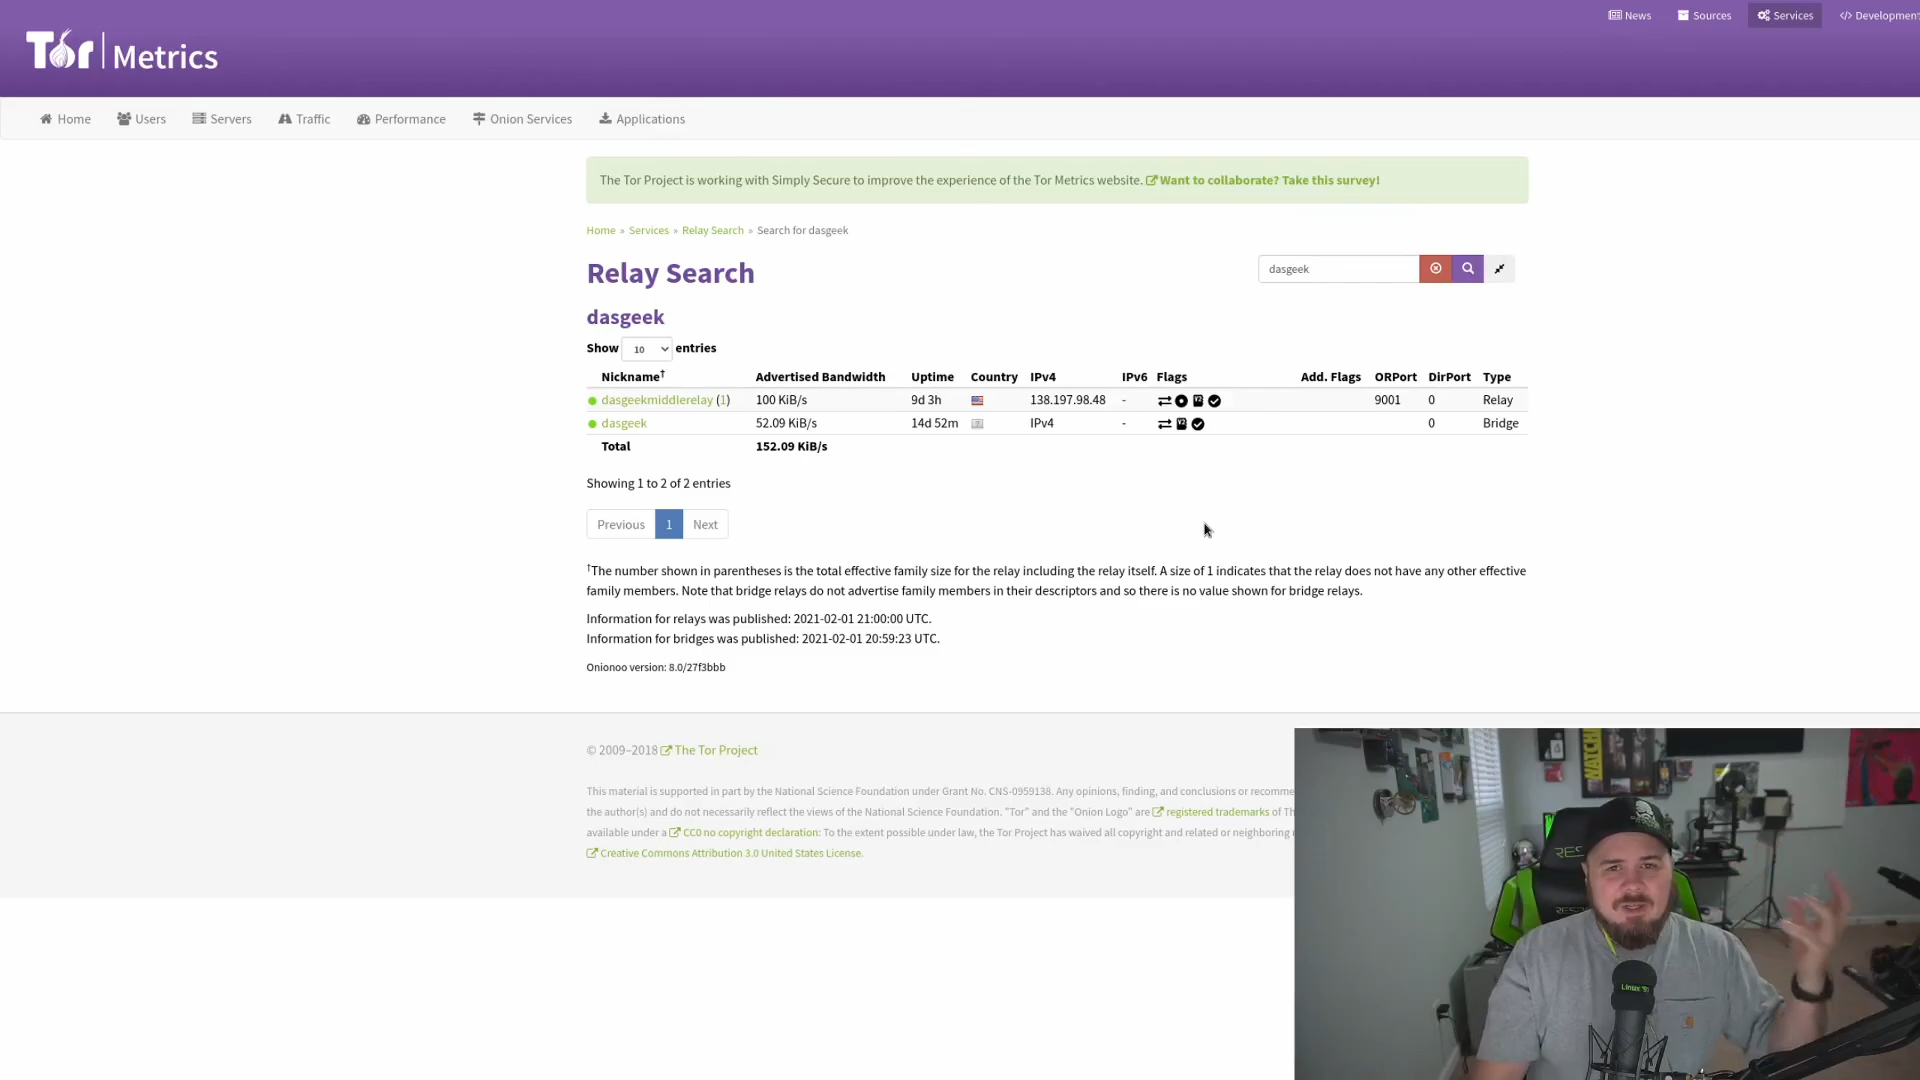 News Sources Services </> Development
Tor | Metrics
Home Users Servers Traffic Performance Onion Services Applications
The Tor Project is working with Simply Secure to improve the experience of the Tor Metrics website. Want to collaborate? Take this survey!
Home » Services » Relay Search » Search for dasgeek
Relay Search
dasgeek
dasgeek
Show 10 entries
Nickname† Advertised Bandwidth Uptime Country IPv4 IPv6 Flags Add. Flags ORPort DirPort Type
dasgeekmiddlerelay (1) 100 KiB/s 9d 3h 138.197.98.48 - V2 9001 0 Relay
dasgeek 52.09 KiB/s 14d 52m IPv4 - V2 0 Bridge
Total 152.09 KiB/s
Showing 1 to 2 of 2 entries
Previous 1 Next
†The number shown in parentheses is the total effective family size for the relay including the relay itself. A size of 1 indicates that the relay does not have any other effective
family members. Note that bridge relays do not advertise family members in their descriptors and so there is no value shown for bridge relays.
Information for relays was published: 2021-02-01 21:00:00 UTC.
Information for bridges was published: 2021-02-01 20:59:23 UTC.
Onionoo version: 8.0/27f3bbb
© 2009–2018 The Tor Project
This material is supported in part by the National Science Foundation under Grant No. CNS-0959138. Any opinions, finding, and conclusions or recomme
the author(s) and do not necessarily reflect the views of the National Science Foundation. "Tor" and the "Onion Logo" are registered trademarks of Th
available under a CC0 no copyright declaration: To the extent possible under law, the Tor Project has waived all copyright and related or neighboring
Creative Commons Attribution 3.0 United States License.
WATCH
RES
RES
Linux